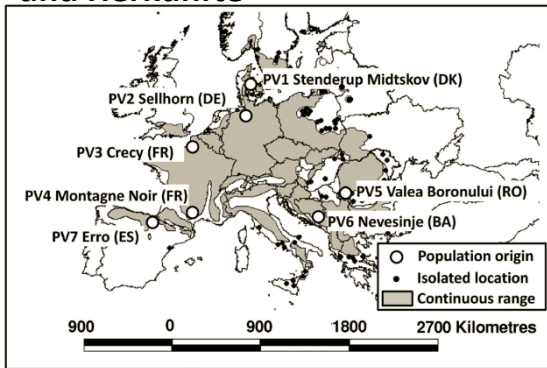 PV1 Stenderup Midtskov (DK)
PV2 Sellhorn (DE)
PV3 Crecy (FR)
PV4 Montagne Noir (FR)
PV5 Valea Boronului (RO)
PV6 Nevesinje (BA)
PV7 Erro (ES)
Population origin
Isolated location
Continuous range
900 0 900 1800 2700 Kilometres